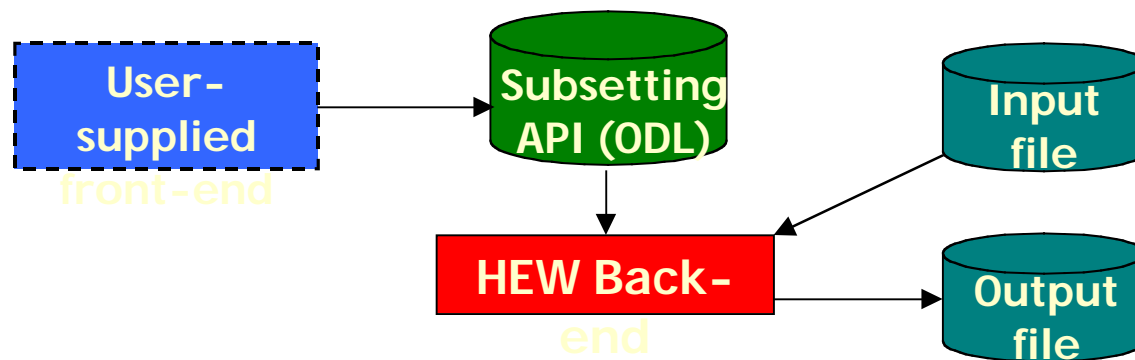 User-
supplied
front-end
Subsetting
API (ODL)
Input
file
HEW Back-
end
Output
file